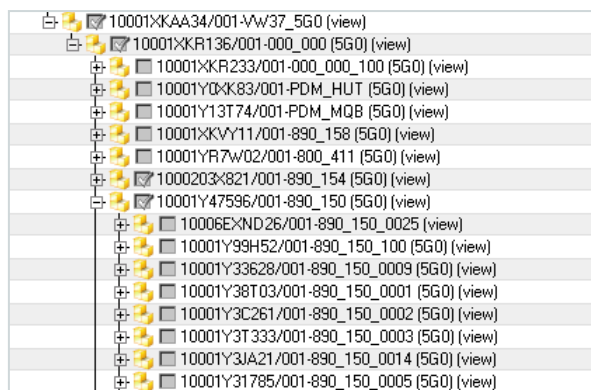 10001XKAA34/001-VW37_5G0 (view)
10001XKR136/001-000_000 (5G0) (view)
10001XKR233/001-000_000_100 (5G0) (view)
10001Y0XK83/001-PDM_HUT (5G0) (view)
10001Y13T74/001-PDM_MQB (5G0) (view)
10001XKVY11/001-890_158 (5G0) (view)
10001YR7W02/001-800_411 (5G0) (view)
1000203X821/001-890_154 (5G0) (view)
10001Y47596/001-890_150 (5G0) (view)
10006EXND26/001-890_150_0025 (view)
10001Y99H52/001-890_150_100 (5G0) (view)
10001Y33628/001-890_150_0009 (5G0) (view)
10001Y38T03/001-890_150_0001 (5G0) (view)
10001Y3C261/001-890_150_0002 (5G0) (view)
10001Y3T333/001-890_150_0003 (5G0) (view)
10001Y3JA21/001-890_150_0014 (5G0) (view)
10001Y31785/001-890_150_0005 (5G0) (view)